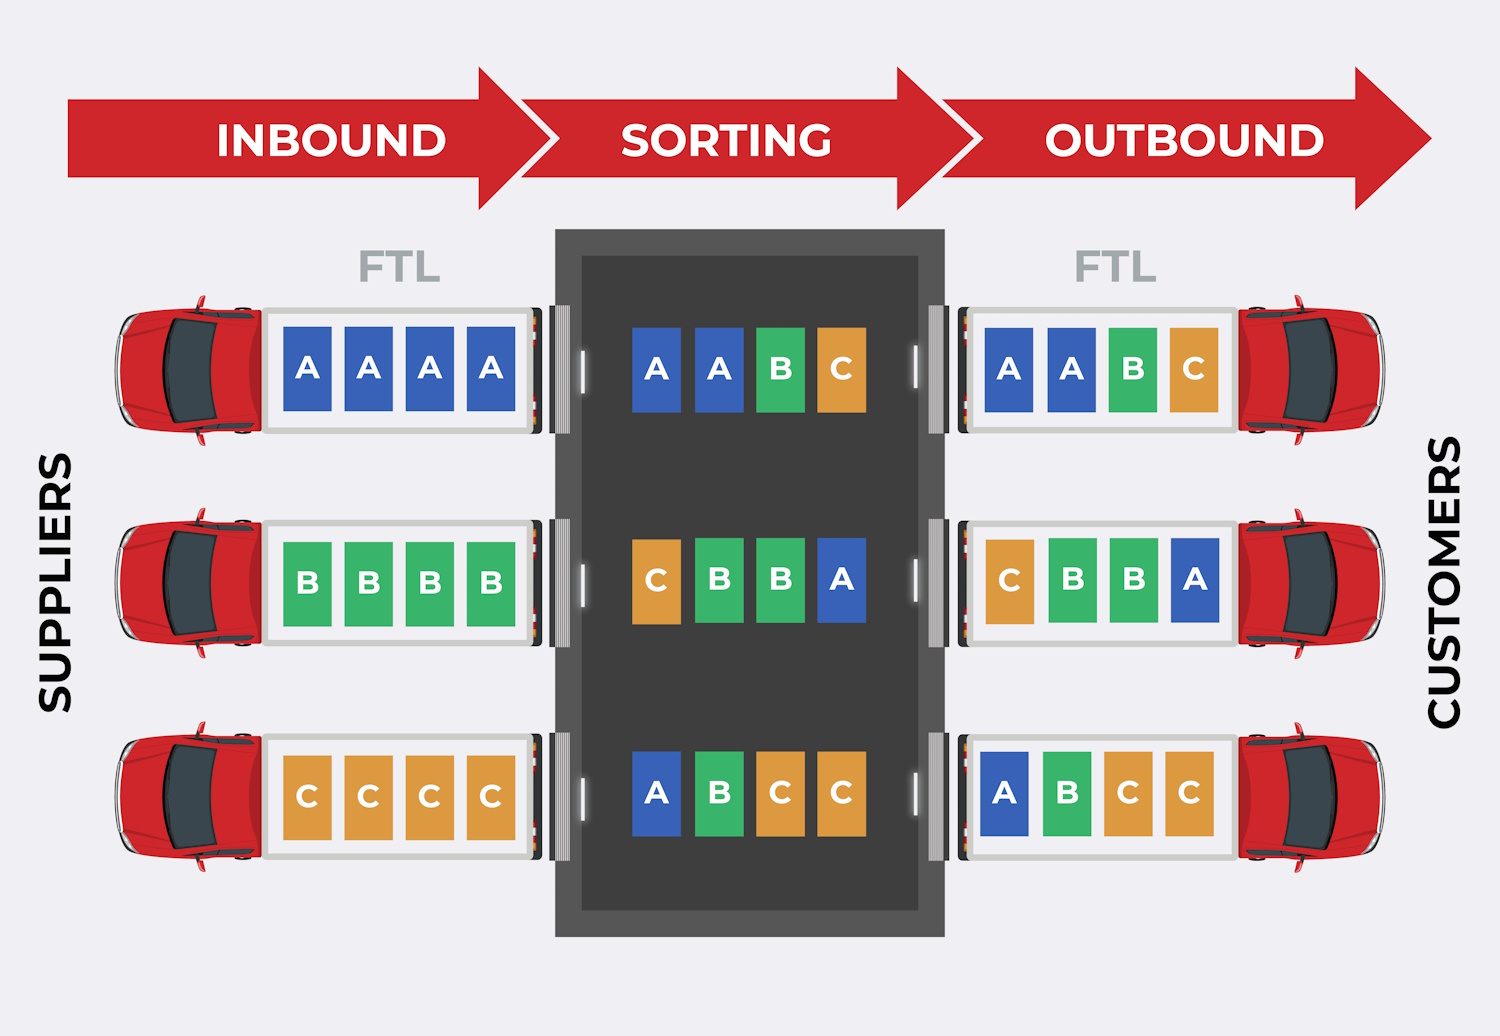 INBOUND SORTING OUTBOUND
FTL FTL
A A A A A A B C A A B C
SUPPLIERS
CUSTOMERS
B B B B C B B A C B B A
C C C C A B C C A B C C